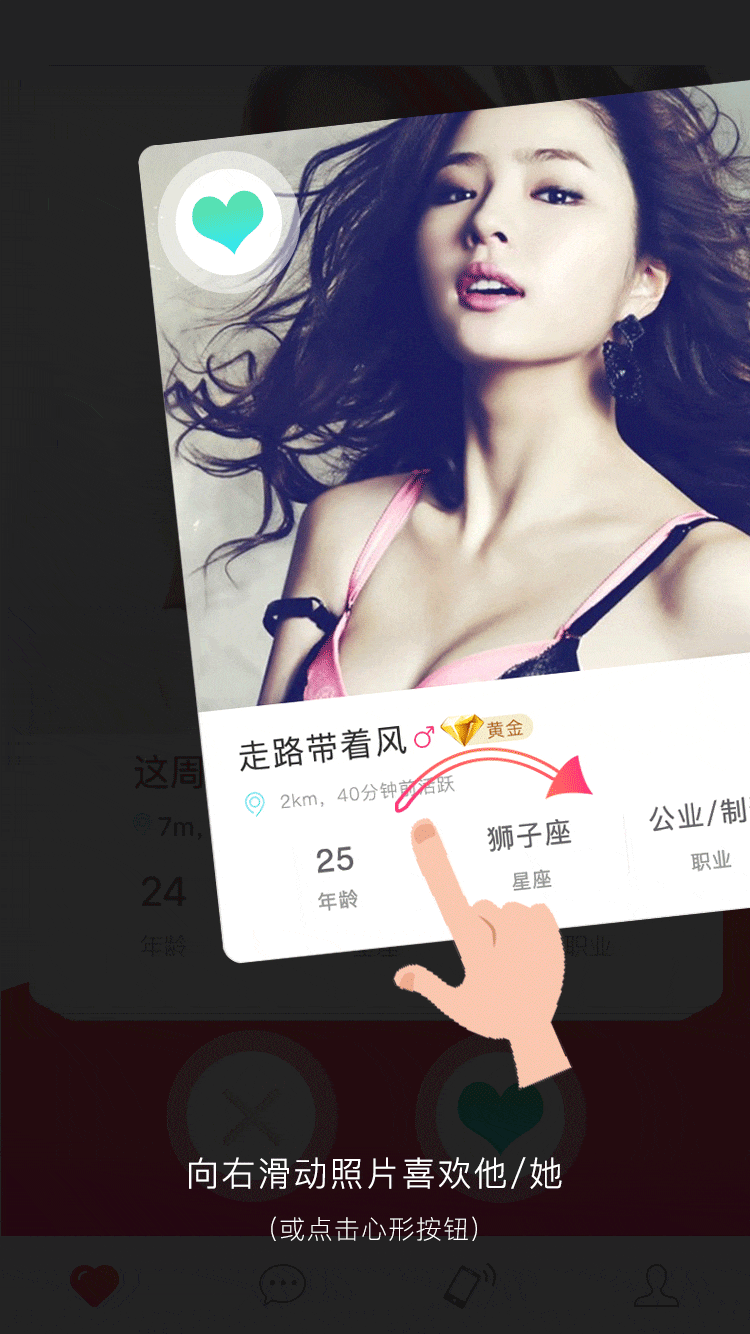 走路带着风 黄金
2km，40分钟前活跃
25 狮子座 公业/制
年龄 星座 职业
这周
7m,
24
年龄 职业
向右滑动照片喜欢他/她
(或点击心形按钮)